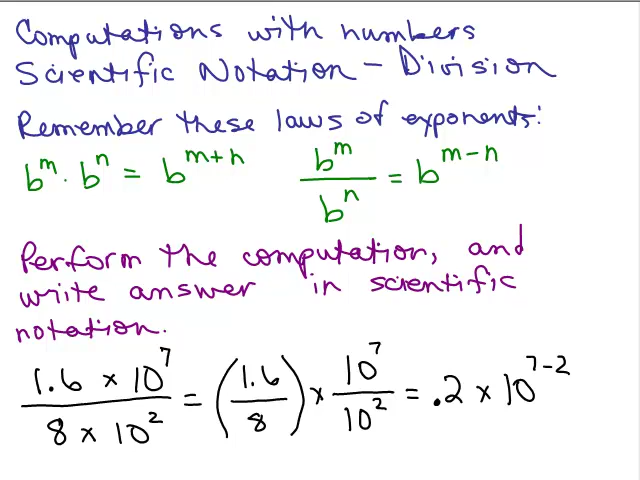 Computations with numbers
Scientific Notation – Division
Remember these laws of exponents:
b^m · b^n = b^{m+n}   b^m / b^n = b^{m-n}
Perform the computation, and
write answer in scientific
notation.
(1.6 × 10^7) / (8 × 10^2) = (1.6 / 8) × 10^7 / 10^2 = .2 × 10^{7-2}